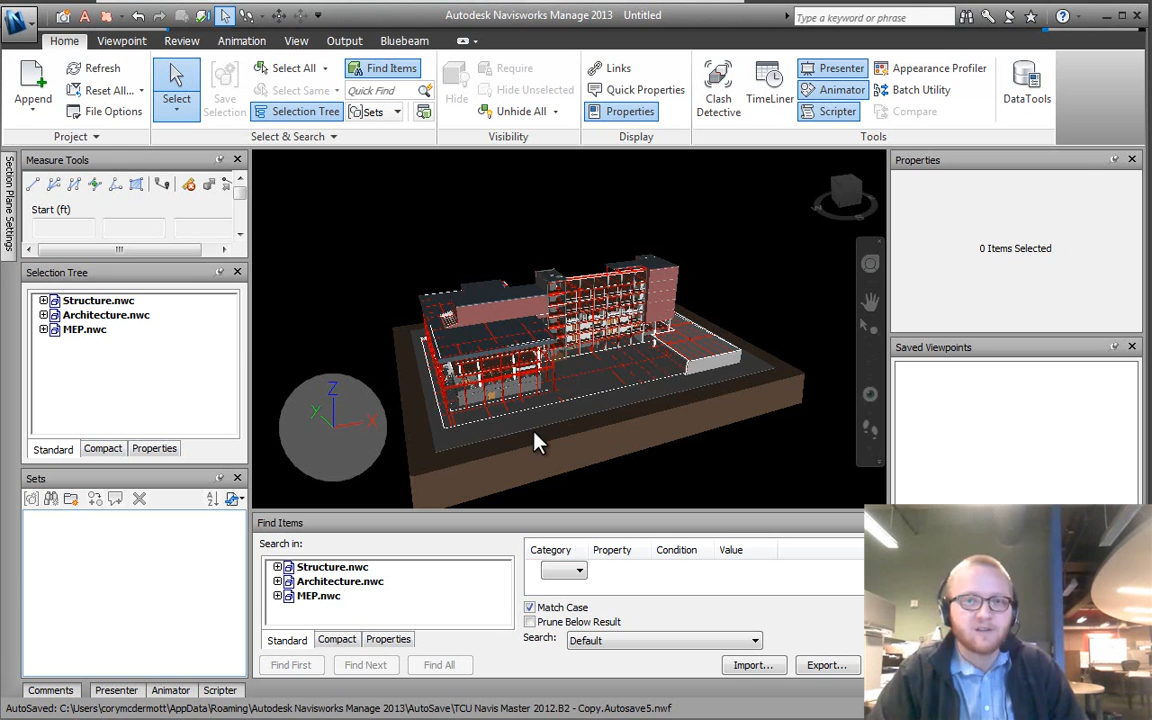 Autodesk Navisworks Manage 2013 Untitled
Type a keyword or phrase
Home Viewpoint Review Animation View Output Bluebeam
Append
Refresh
Reset All...
File Options
Project
Select
Save Selection
Select All
Select Same
Selection Tree
Find Items
Quick Find
Sets
Select & Search
Hide
Require
Hide Unselected
Unhide All
Visibility
Links
Quick Properties
Properties
Display
Clash Detective
TimeLiner
Presenter
Animator
Scripter
Appearance Profiler
Batch Utility
Compare
Tools
DataTools
Section Plane Settings
Measure Tools
Start (ft)
Selection Tree
Structure.nwc
Architecture.nwc
MEP.nwc
Standard Compact Properties
Sets
Z
Y
X
Properties
0 Items Selected
Saved Viewpoints
Find Items
Search in:
Structure.nwc
Architecture.nwc
MEP.nwc
Standard Compact Properties
Find First Find Next Find All
Category Property Condition Value
Match Case
Prune Below Result
Search: Default
Import... Export...
Comments Presenter Animator Scripter
AutoSaved: C:\Users\corymcdermott\AppData\Roaming\Autodesk Navisworks Manage 2013\AutoSave\TCU Navis Master 2012.B2 - Copy.Autosave5.nwf